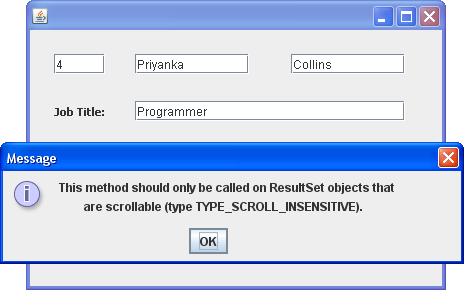 4 Priyanka Collins
Job Title: Programmer
Message
This method should only be called on ResultSet objects that
are scrollable (type TYPE_SCROLL_INSENSITIVE).
OK